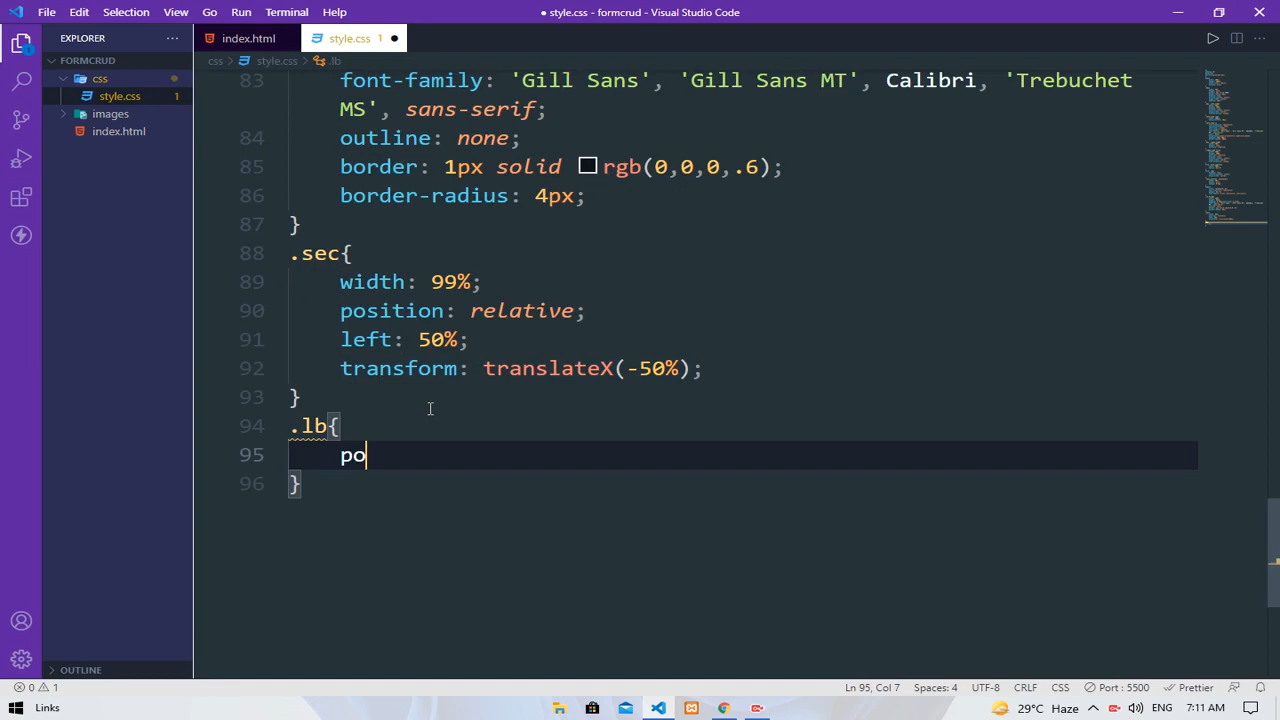 File Edit Selection View Go Run Terminal Help
● style.css - formcrud - Visual Studio Code
EXPLORER
index.html
style.css 1
FORMCRUD
css
style.css 1
images
index.html
css > style.css > .lb
83 font-family: 'Gill Sans', 'Gill Sans MT', Calibri, 'Trebuchet
MS', sans-serif;
84 outline: none;
85 border: 1px solid rgb(0,0,0,.6);
86 border-radius: 4px;
87 }
88 .sec{
89 width: 99%;
90 position: relative;
91 left: 50%;
92 transform: translateX(-50%);
93 }
94 .lb{
95 po
96 }
OUTLINE
0 1
Ln 95, Col 7 Spaces: 4 UTF-8 CRLF CSS Port : 5500 Prettier
Links
29°C Haze ENG 7:11 AM